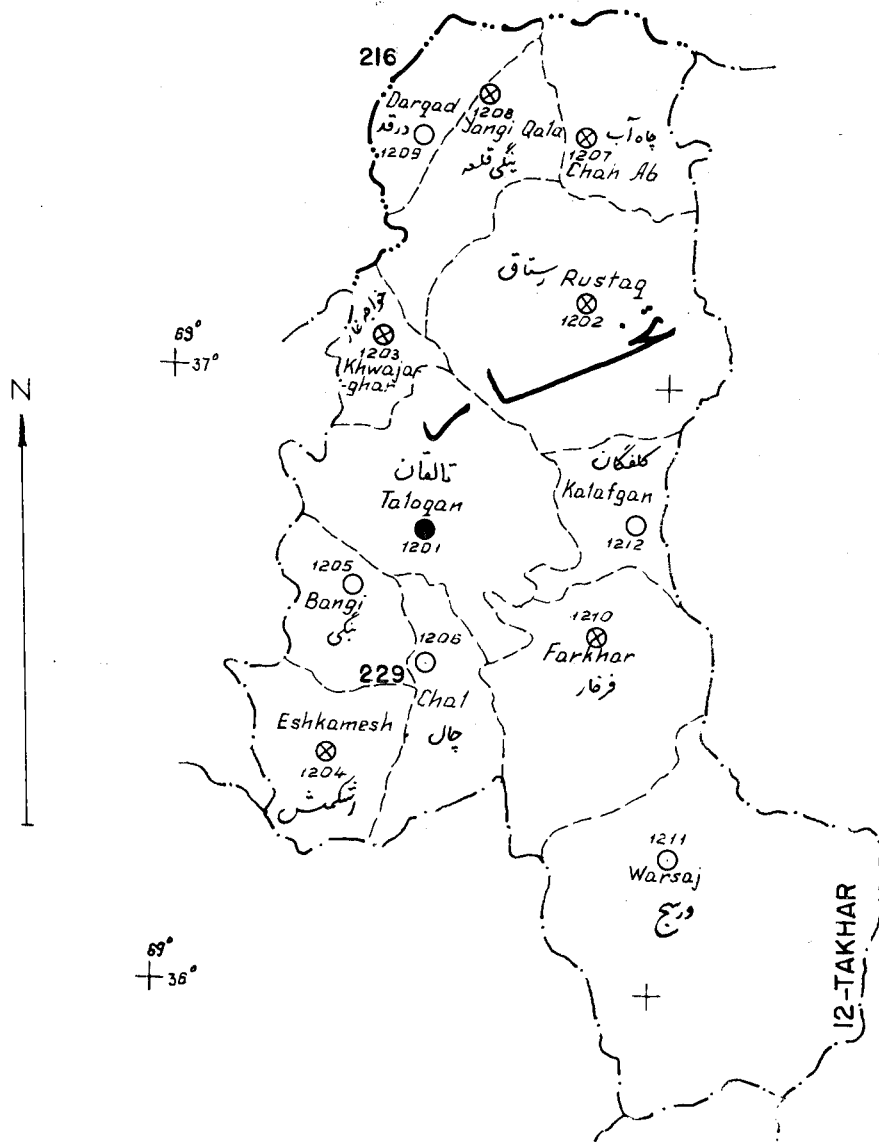 216
Darqad
درقد
1209
1208
Yangi Qala
ینگی قلعه
چاه آب
1207
Chah Ab
رستاق
Rustaq
1202
1203
Khwaja-
-ghar
69°
37°
N
تالقان
Taloqan
1201
کلفگان
Kalafgan
1212
1205
Bangi
بنگی
1206
229
Chal
چال
1210
Farkhar
فرخار
Eshkamesh
1204
اشکمش
1211
Warsaj
ورسج
69°
36°
12-TAKHAR